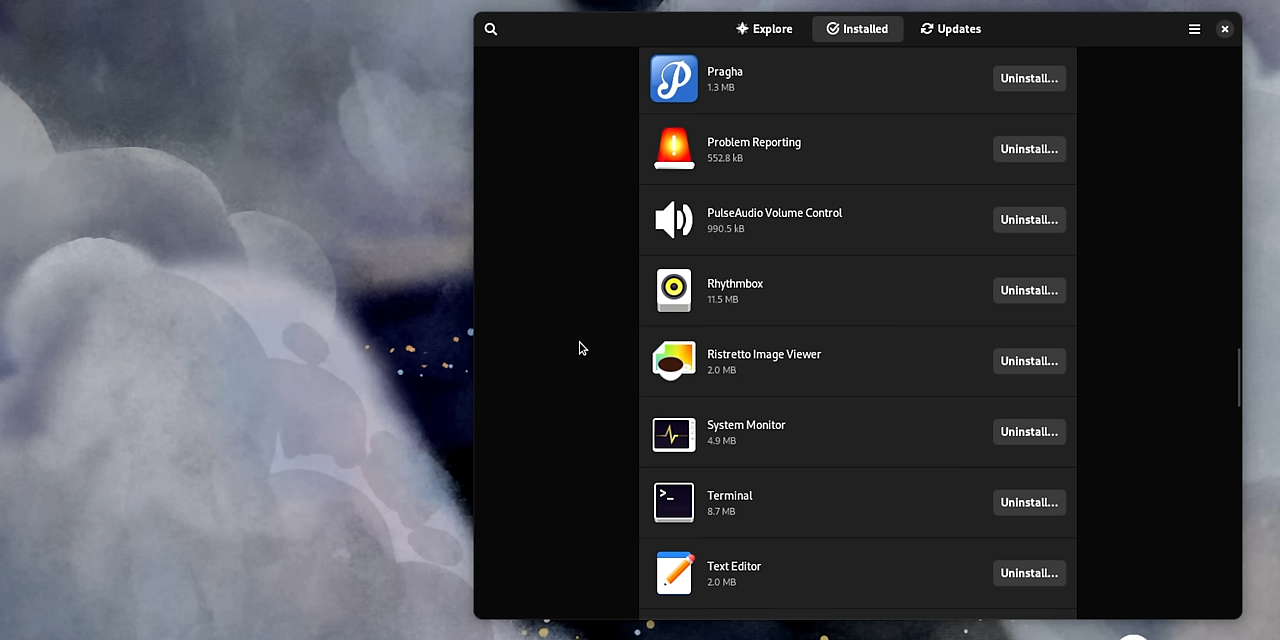 Explore
Installed
Updates
Pragha
1.3 MB
Uninstall...
Problem Reporting
552.8 kB
Uninstall...
PulseAudio Volume Control
990.5 kB
Uninstall...
Rhythmbox
11.5 MB
Uninstall...
Ristretto Image Viewer
2.0 MB
Uninstall...
System Monitor
4.9 MB
Uninstall...
Terminal
8.7 MB
Uninstall...
Text Editor
2.0 MB
Uninstall...